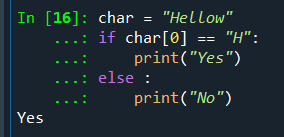 In [16]: char = "Hellow"
    ...: if char[0] == "H":
    ...:     print("Yes")
    ...: else :
    ...:     print("No")
Yes